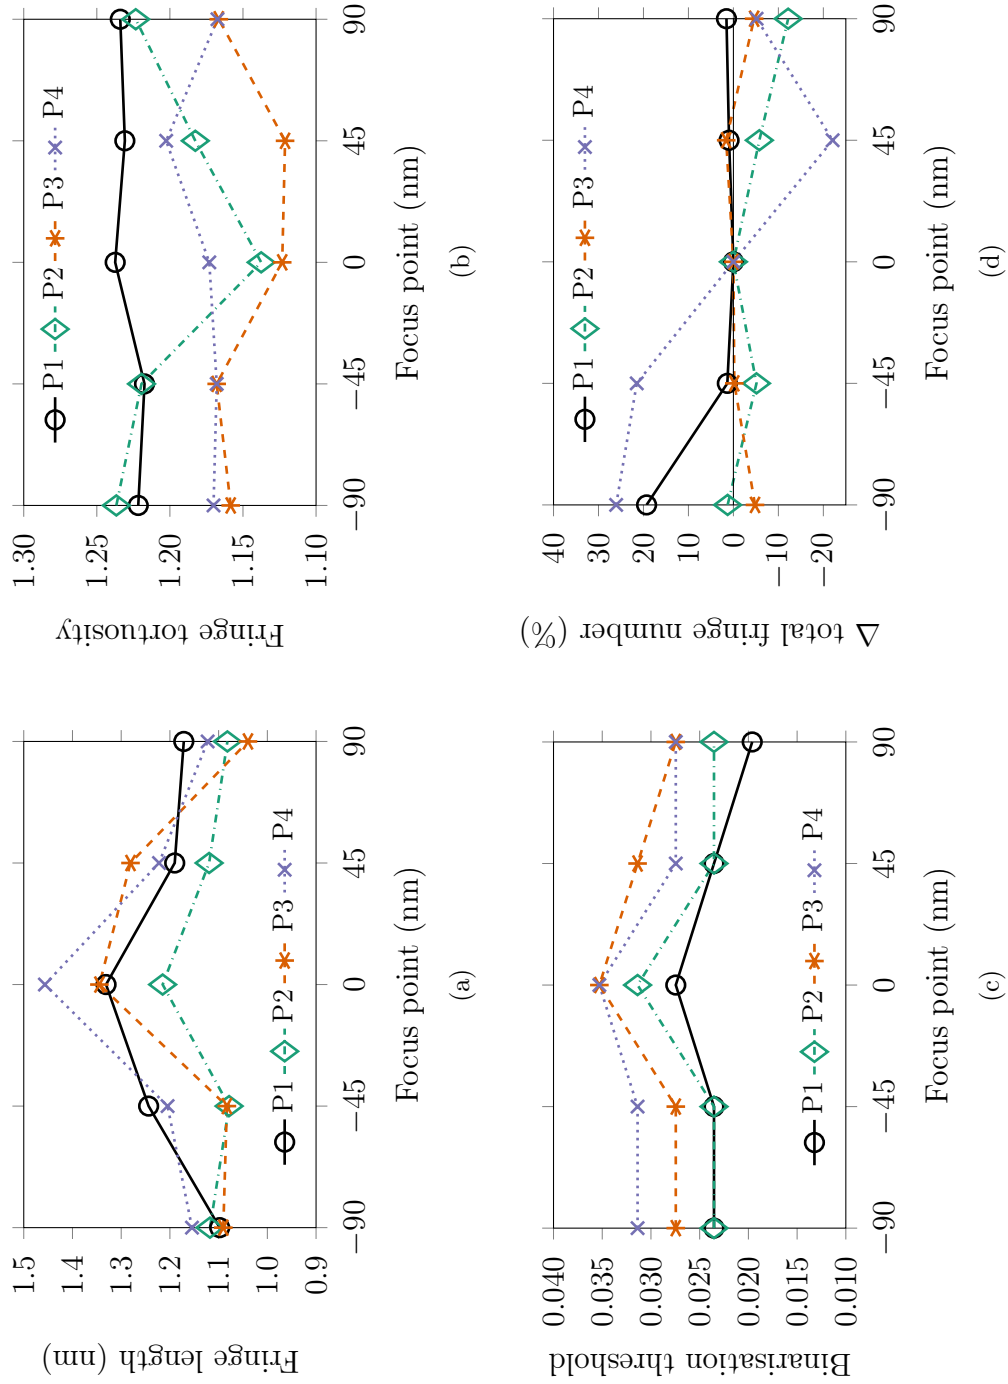 1.5
1.4
1.3
1.2
1.1
1.0
0.9
Fringe length (nm)
P1 P2 P3 P4
−90 −45 0 45 90
Focus point (nm)
(a)
1.30
1.25
1.20
1.15
1.10
Fringe tortuosity
P1 P2 P3 P4
−90 −45 0 45 90
Focus point (nm)
(b)
0.040
0.035
0.030
0.025
0.020
0.015
0.010
Binarisation threshold
P1 P2 P3 P4
−90 −45 0 45 90
Focus point (nm)
(c)
40
30
20
10
0
−10
−20
Δ total fringe number (%)
P1 P2 P3 P4
−90 −45 0 45 90
Focus point (nm)
(d)